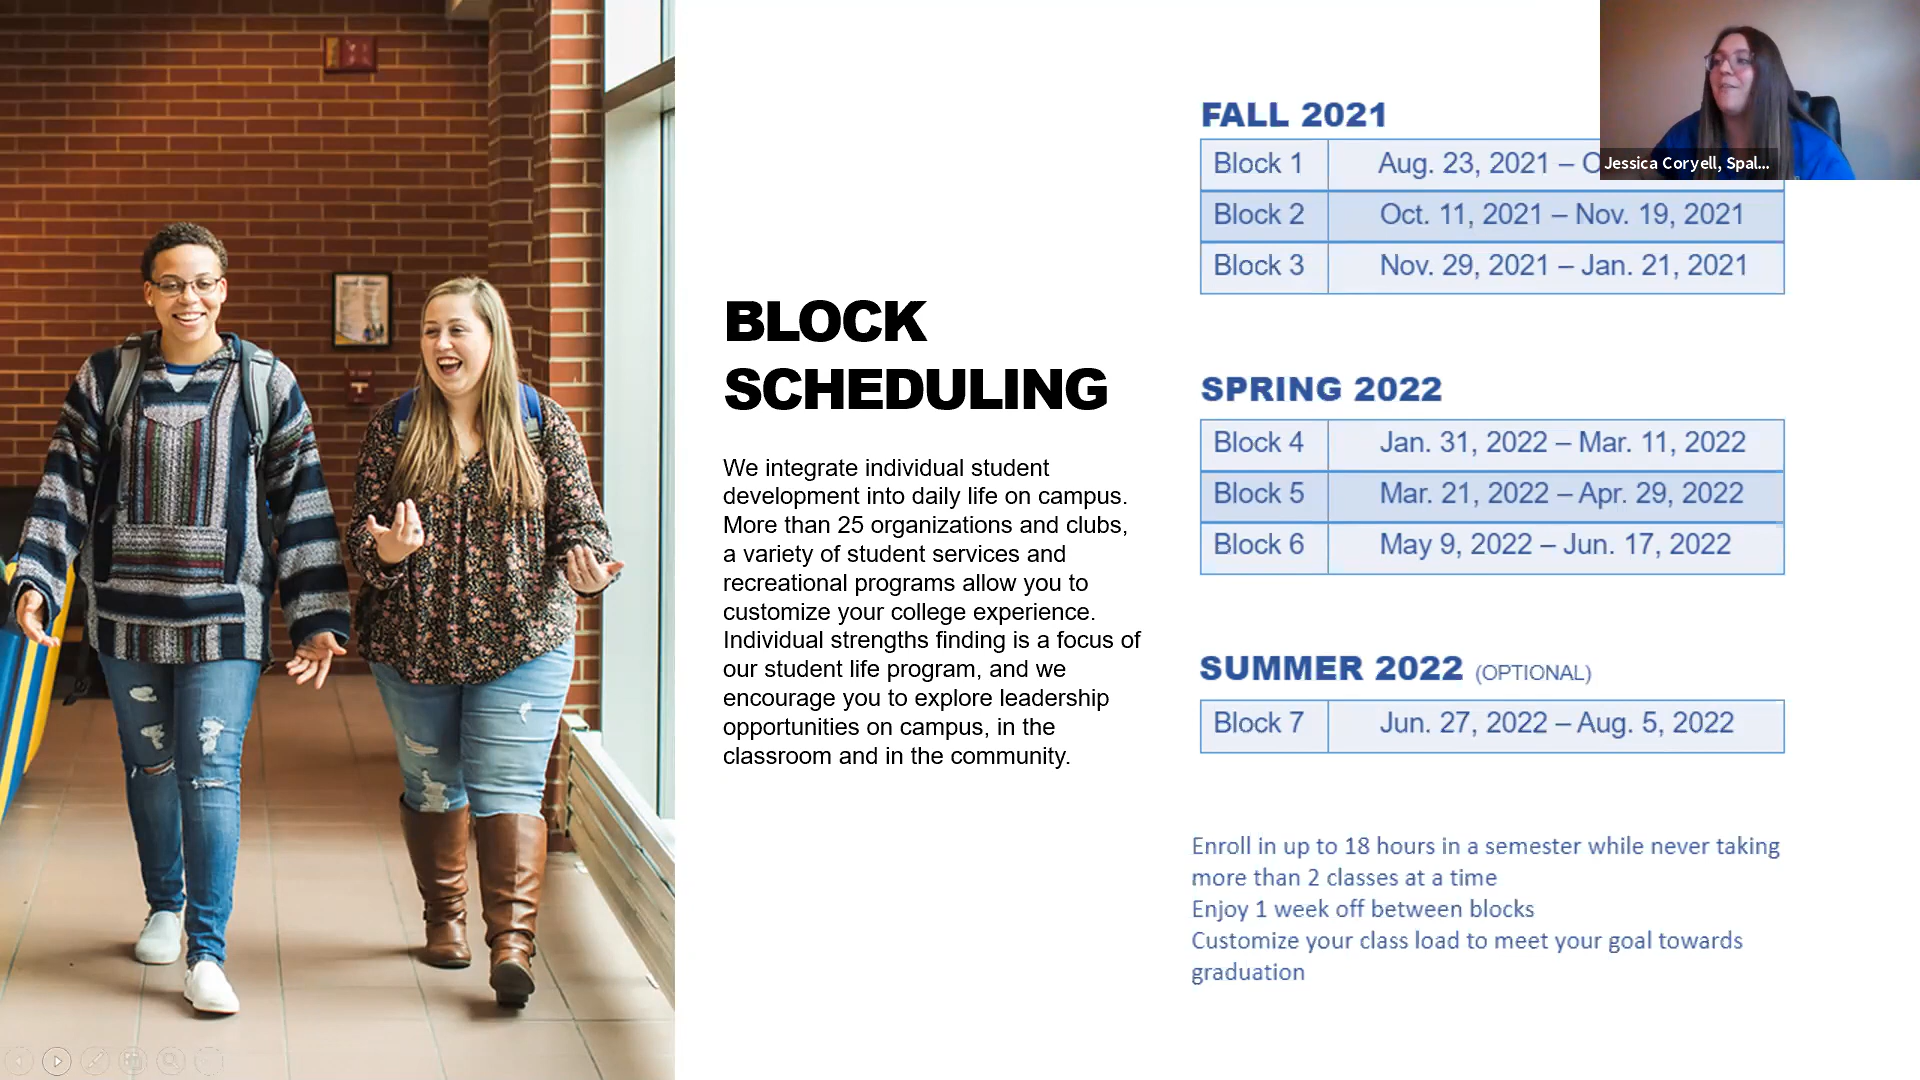 BLOCK
SCHEDULING
We integrate individual student
development into daily life on campus.
More than 25 organizations and clubs,
a variety of student services and
recreational programs allow you to
customize your college experience.
Individual strengths finding is a focus of
our student life program, and we
encourage you to explore leadership
opportunities on campus, in the
classroom and in the community.
FALL 2021
Block 1 Aug. 23, 2021 –
Block 2 Oct. 11, 2021 – Nov. 19, 2021
Block 3 Nov. 29, 2021 – Jan. 21, 2021
SPRING 2022
Block 4 Jan. 31, 2022 – Mar. 11, 2022
Block 5 Mar. 21, 2022 – Apr. 29, 2022
Block 6 May 9, 2022 – Jun. 17, 2022
SUMMER 2022 (OPTIONAL)
Block 7 Jun. 27, 2022 – Aug. 5, 2022
Enroll in up to 18 hours in a semester while never taking
more than 2 classes at a time
Enjoy 1 week off between blocks
Customize your class load to meet your goal towards
graduation
Jessica Coryell, Spal...